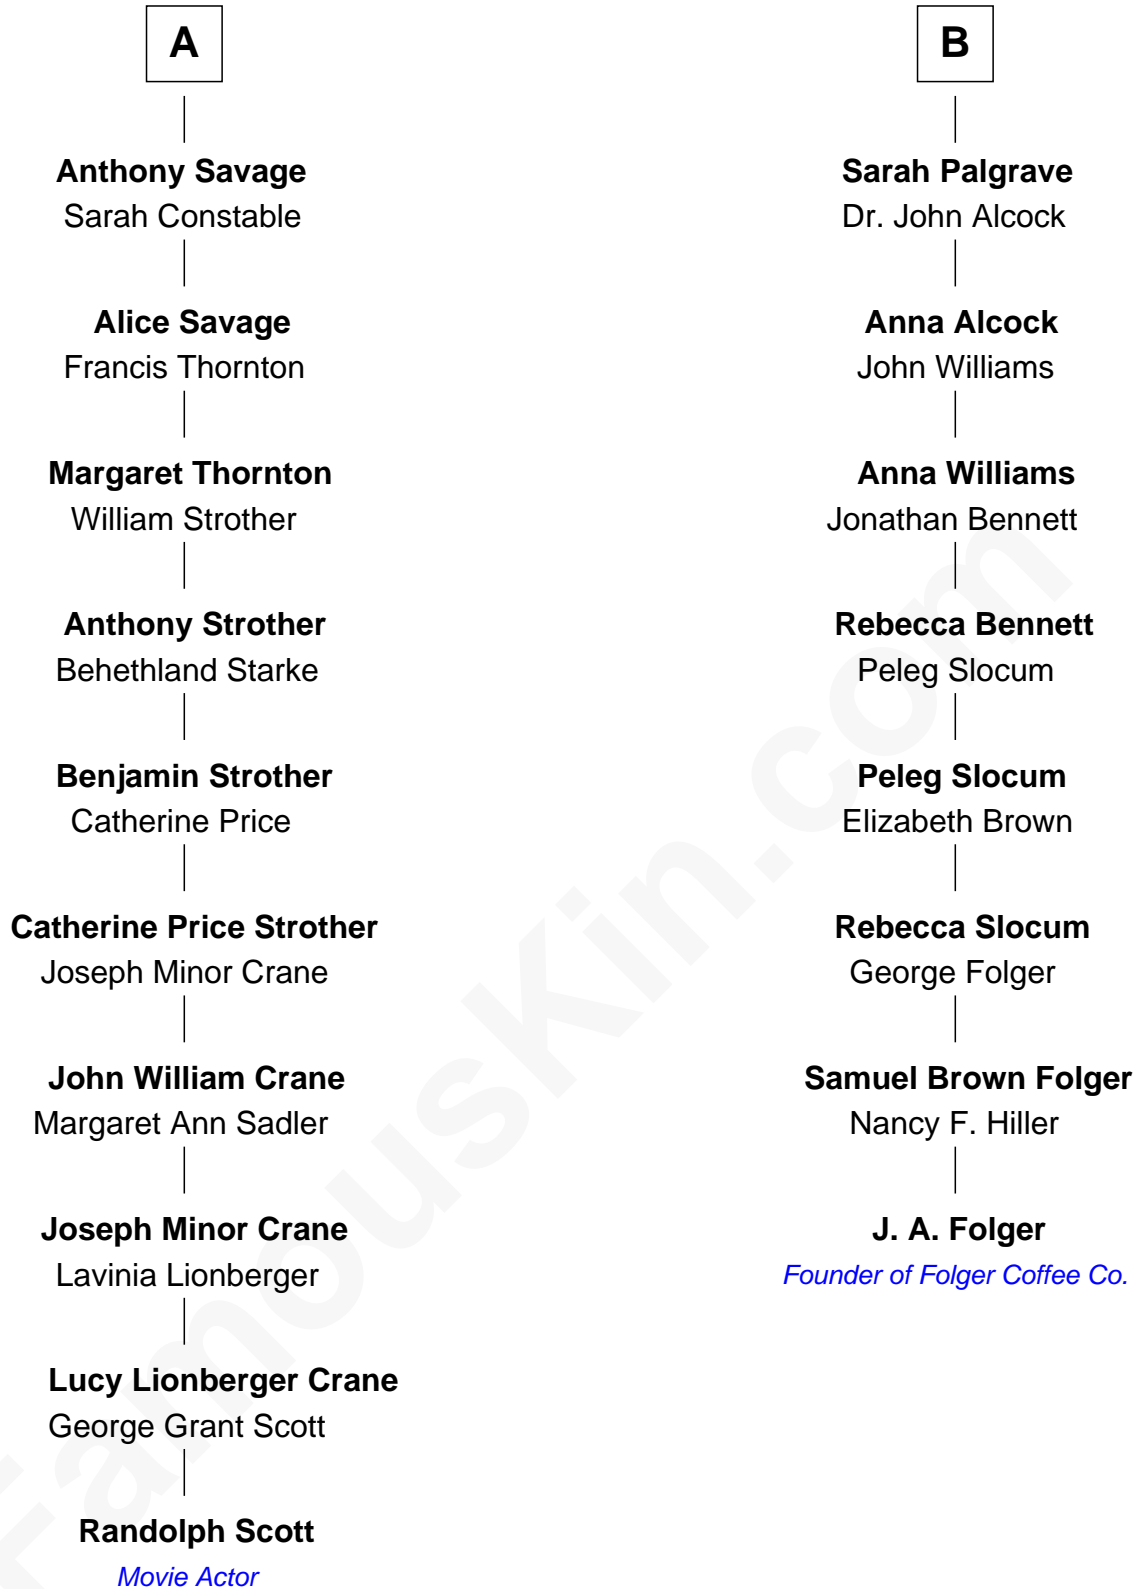 A
Anthony Savage
Sarah Constable
Alice Savage
Francis Thornton
Margaret Thornton
William Strother
Anthony Strother
Behethland Starke
Benjamin Strother
Catherine Price
Catherine Price Strother
Joseph Minor Crane
John William Crane
Margaret Ann Sadler
Joseph Minor Crane
Lavinia Lionberger
Lucy Lionberger Crane
George Grant Scott
Randolph Scott
Movie Actor
B
Sarah Palgrave
Dr. John Alcock
Anna Alcock
John Williams
Anna Williams
Jonathan Bennett
Rebecca Bennett
Peleg Slocum
Peleg Slocum
Elizabeth Brown
Rebecca Slocum
George Folger
Samuel Brown Folger
Nancy F. Hiller
J. A. Folger
Founder of Folger Coffee Co.
FamousKin.com